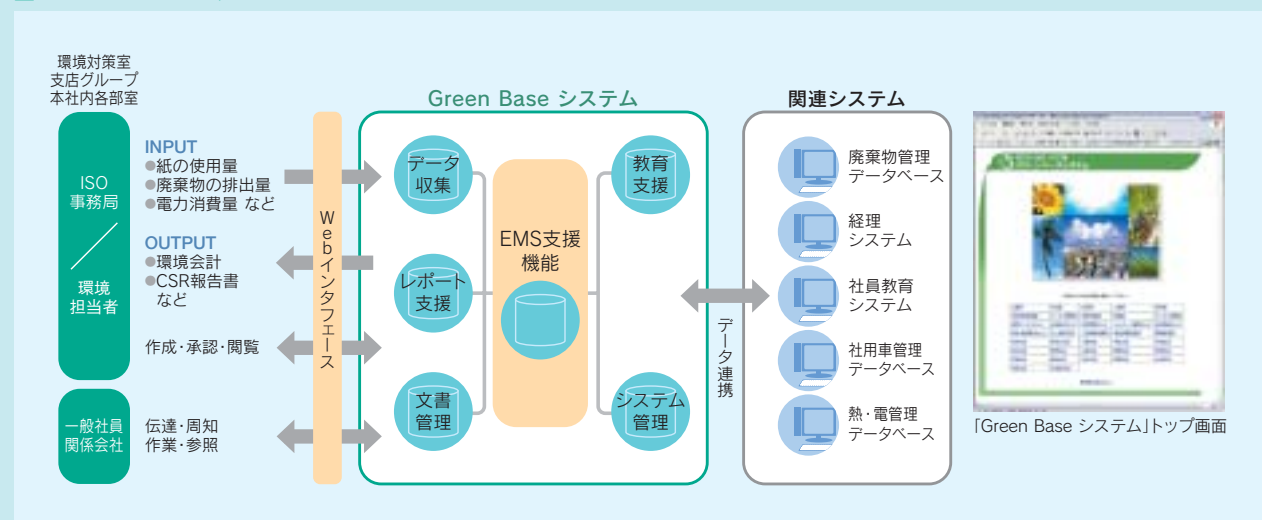 環境対策室
支店グループ
本社内各部室
ISO
事務局
環境
担当者
一般社員
関係会社
INPUT
●紙の使用量
●廃棄物の排出量
●電力消費量 など
OUTPUT
●環境会計
●CSR報告書
など
作成・承認・閲覧
伝達・周知
作業・参照
Webインタフェース
Green Base システム
データ
収集
レポート
支援
文書
管理
EMS支援
機能
教育
支援
システム
管理
データ連携
関連システム
廃棄物管理
データベース
経理
システム
社員教育
システム
社用車管理
データベース
熱・電管理
データベース
「Green Base システム」トップ画面